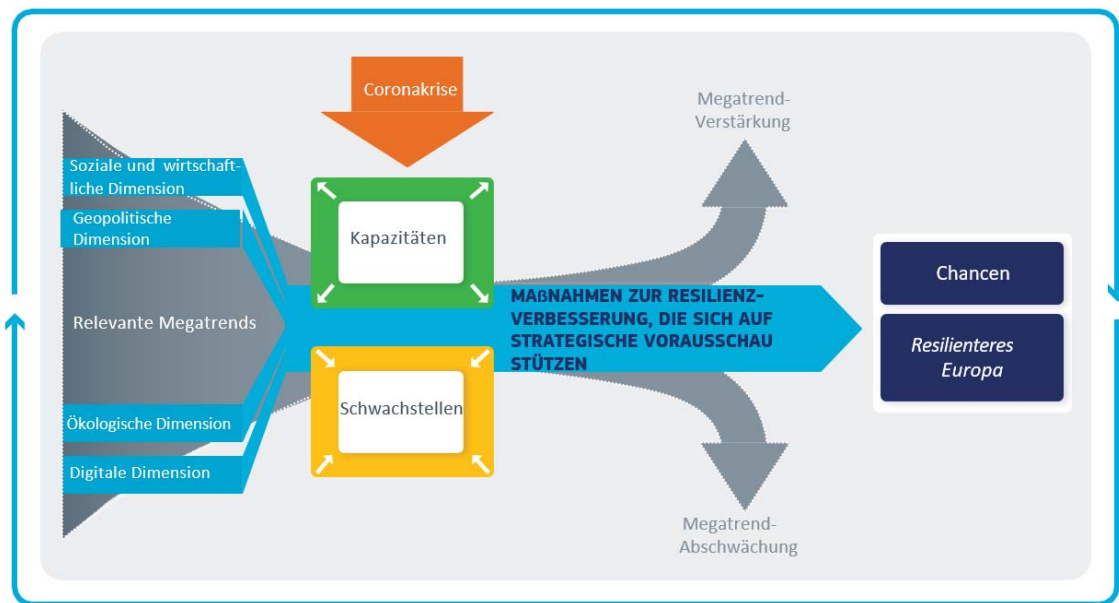 Coronakrise
Megatrend-
Verstärkung
Soziale und wirtschaft-
liche Dimension
Geopolitische
Dimension
Kapazitäten
Relevante Megatrends
MAßNAHMEN ZUR RESILIENZ-
VERBESSERUNG, DIE SICH AUF
STRATEGISCHE VORAUSSCHAU
STÜTZEN
Chancen
Resilienteres
Europa
Schwachstellen
Ökologische Dimension
Digitale Dimension
Megatrend-
Abschwächung